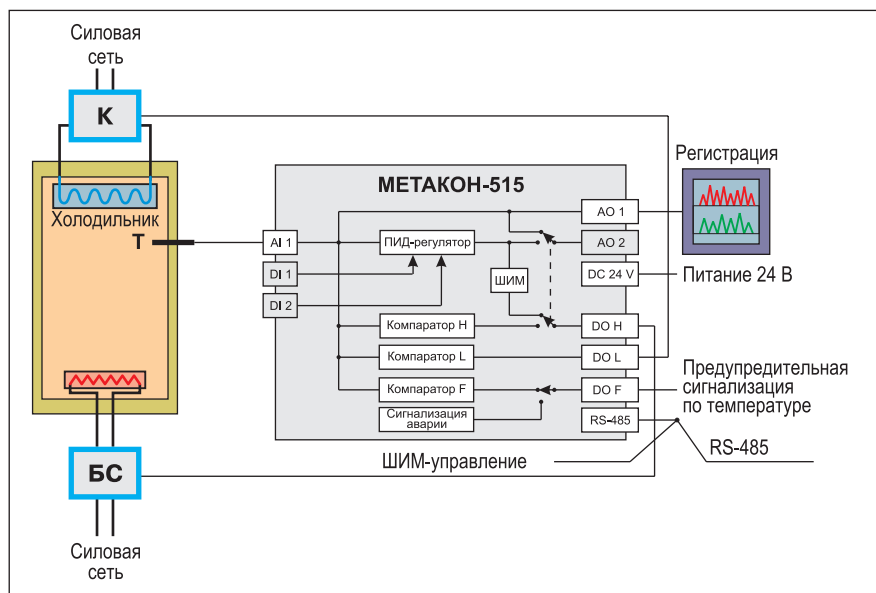 Силовая
сеть
К
Холодильник
Т
МЕТАКОН-515
Регистрация
AI 1
ПИД-регулятор
AO 1
AO 2
DI 1
DI 2
ШИМ
DC 24 V
Питание 24 В
Компаратор H
DO H
Компаратор L
DO L
Компаратор F
DO F
Предупредительная
сигнализация
по температуре
Сигнализация
аварии
RS-485
ШИМ-управление
RS-485
БС
Силовая
сеть